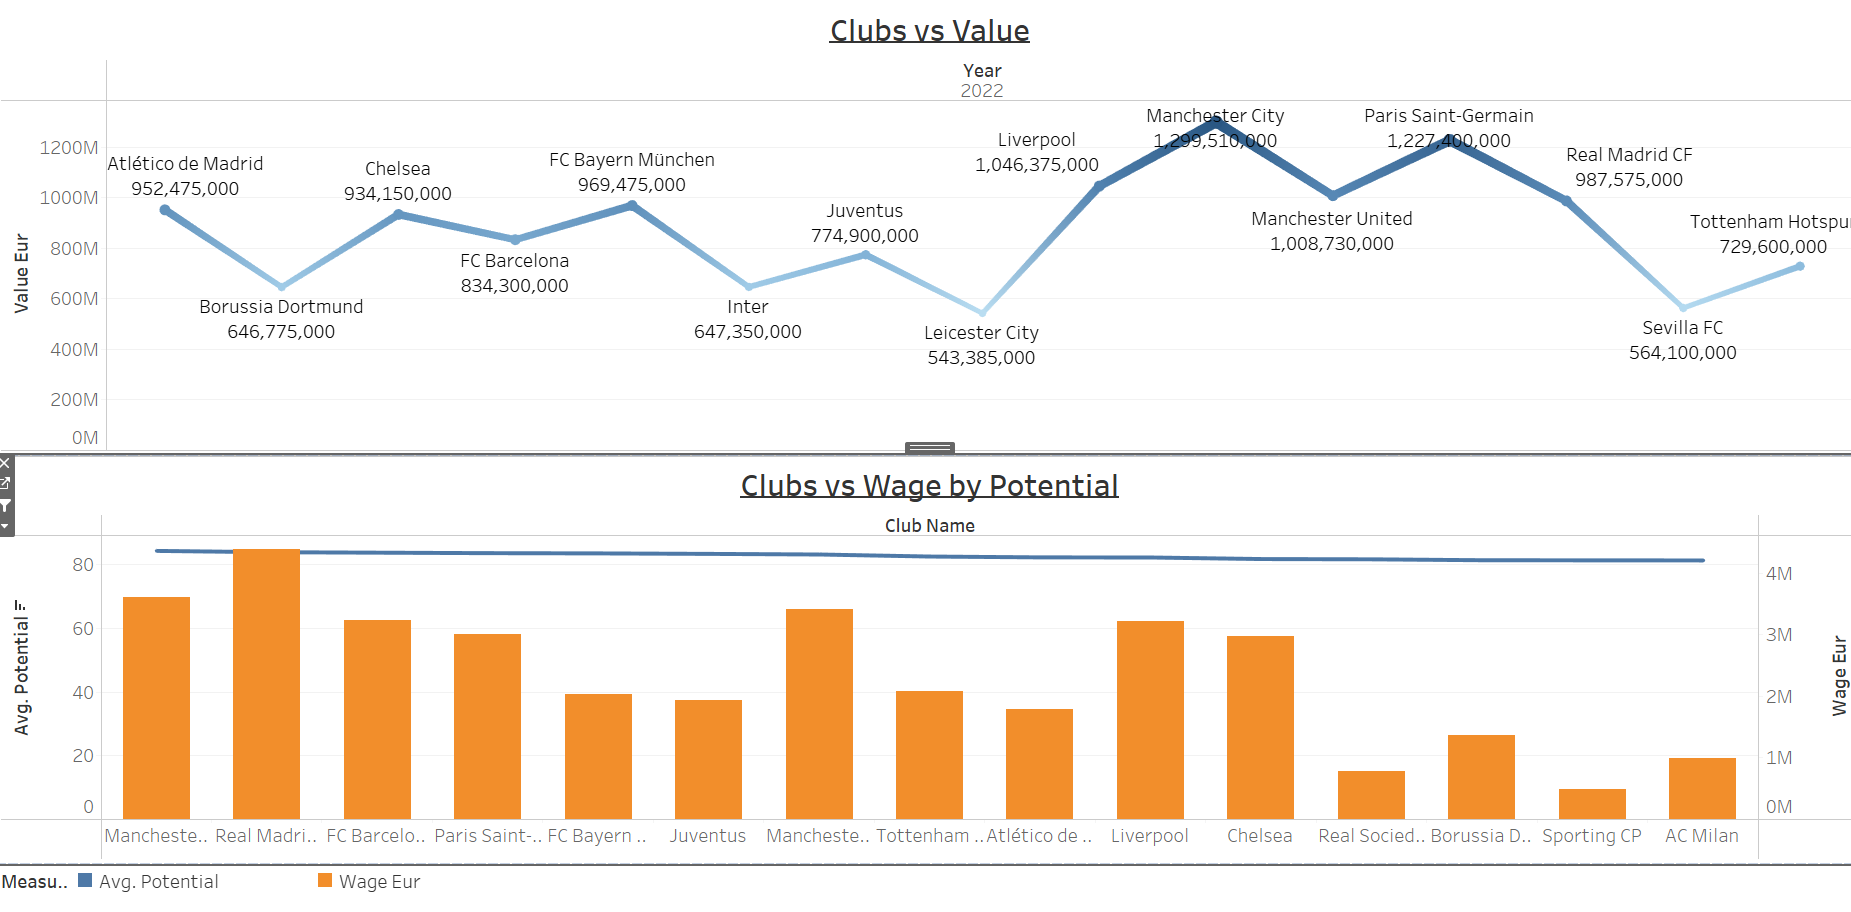 Clubs vs Value
Year
2022
Value Eur
1200M
1000M
800M
600M
400M
200M
0M
Atlético de Madrid
952,475,000
Borussia Dortmund
646,775,000
Chelsea
934,150,000
FC Barcelona
834,300,000
FC Bayern München
969,475,000
Inter
647,350,000
Juventus
774,900,000
Leicester City
543,385,000
Liverpool
1,046,375,000
Manchester City
1,299,510,000
Manchester United
1,008,730,000
Paris Saint-Germain
1,227,400,000
Real Madrid CF
987,575,000
Sevilla FC
564,100,000
Tottenham Hotspu
729,600,000
Clubs vs Wage by Potential
Club Name
Avg. Potential
80
60
40
20
0
4M
3M
2M
1M
0M
Wage Eur
Mancheste..
Real Madri..
FC Barcelo..
Paris Saint-..
FC Bayern ..
Juventus
Mancheste..
Tottenham ..
Atlético de ..
Liverpool
Chelsea
Real Socied..
Borussia D..
Sporting CP
AC Milan
Measu..
Avg. Potential
Wage Eur